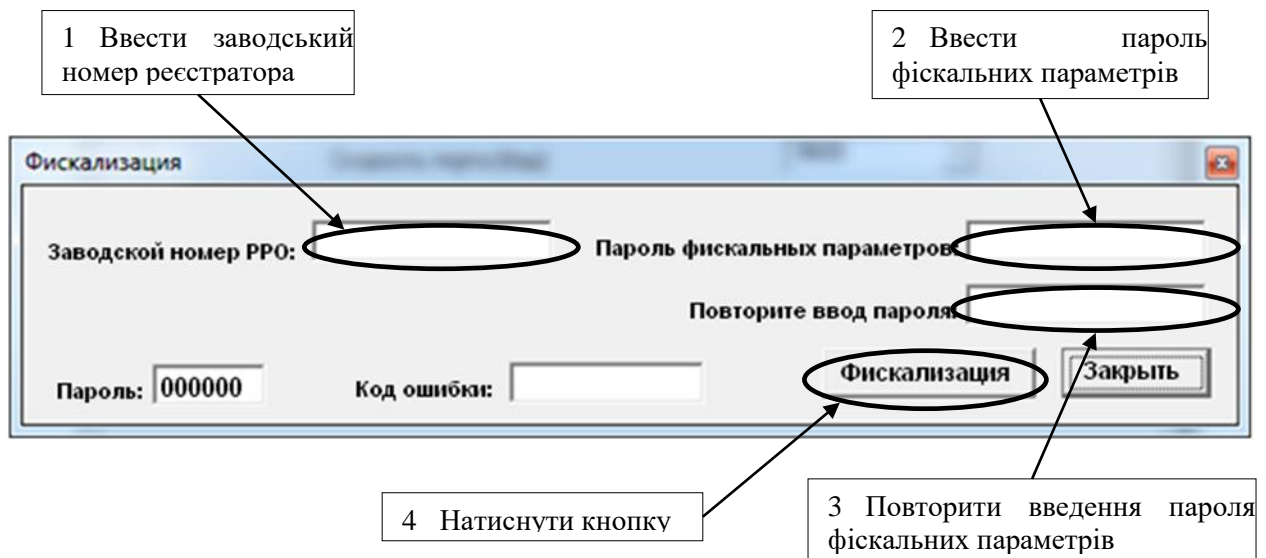 1 Ввести заводський
номер реєстратора
2 Ввести пароль
фіскальних параметрів
Фискализация
Заводской номер РРО:
Пароль фискальных параметров:
Повторите ввод пароля:
Пароль: 000000
Код ошибки:
Фискализация
Закрыть
4 Натиснути кнопку
3 Повторити введення пароля
фіскальних параметрів